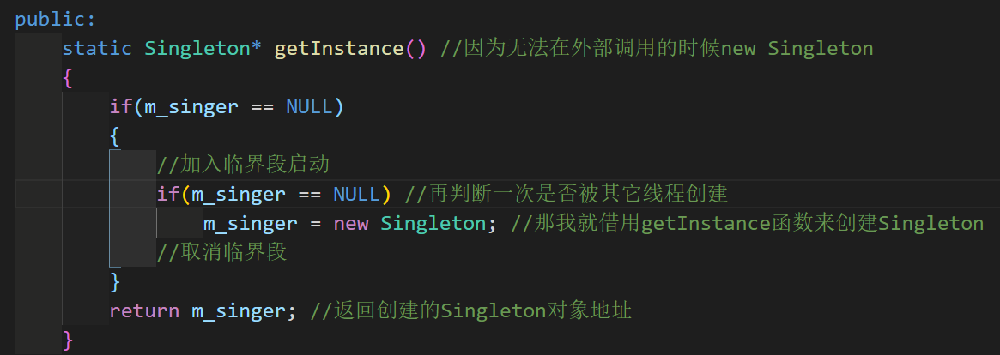 public:
static Singleton* getInstance() //因为无法在外部调用的时候new Singleton
{
if(m_singer == NULL)
{
//加入临界段启动
if(m_singer == NULL) //再判断一次是否被其它线程创建
m_singer = new Singleton; //那我就借用getInstance函数来创建Singleton
//取消临界段
}
return m_singer; //返回创建的Singleton对象地址
}